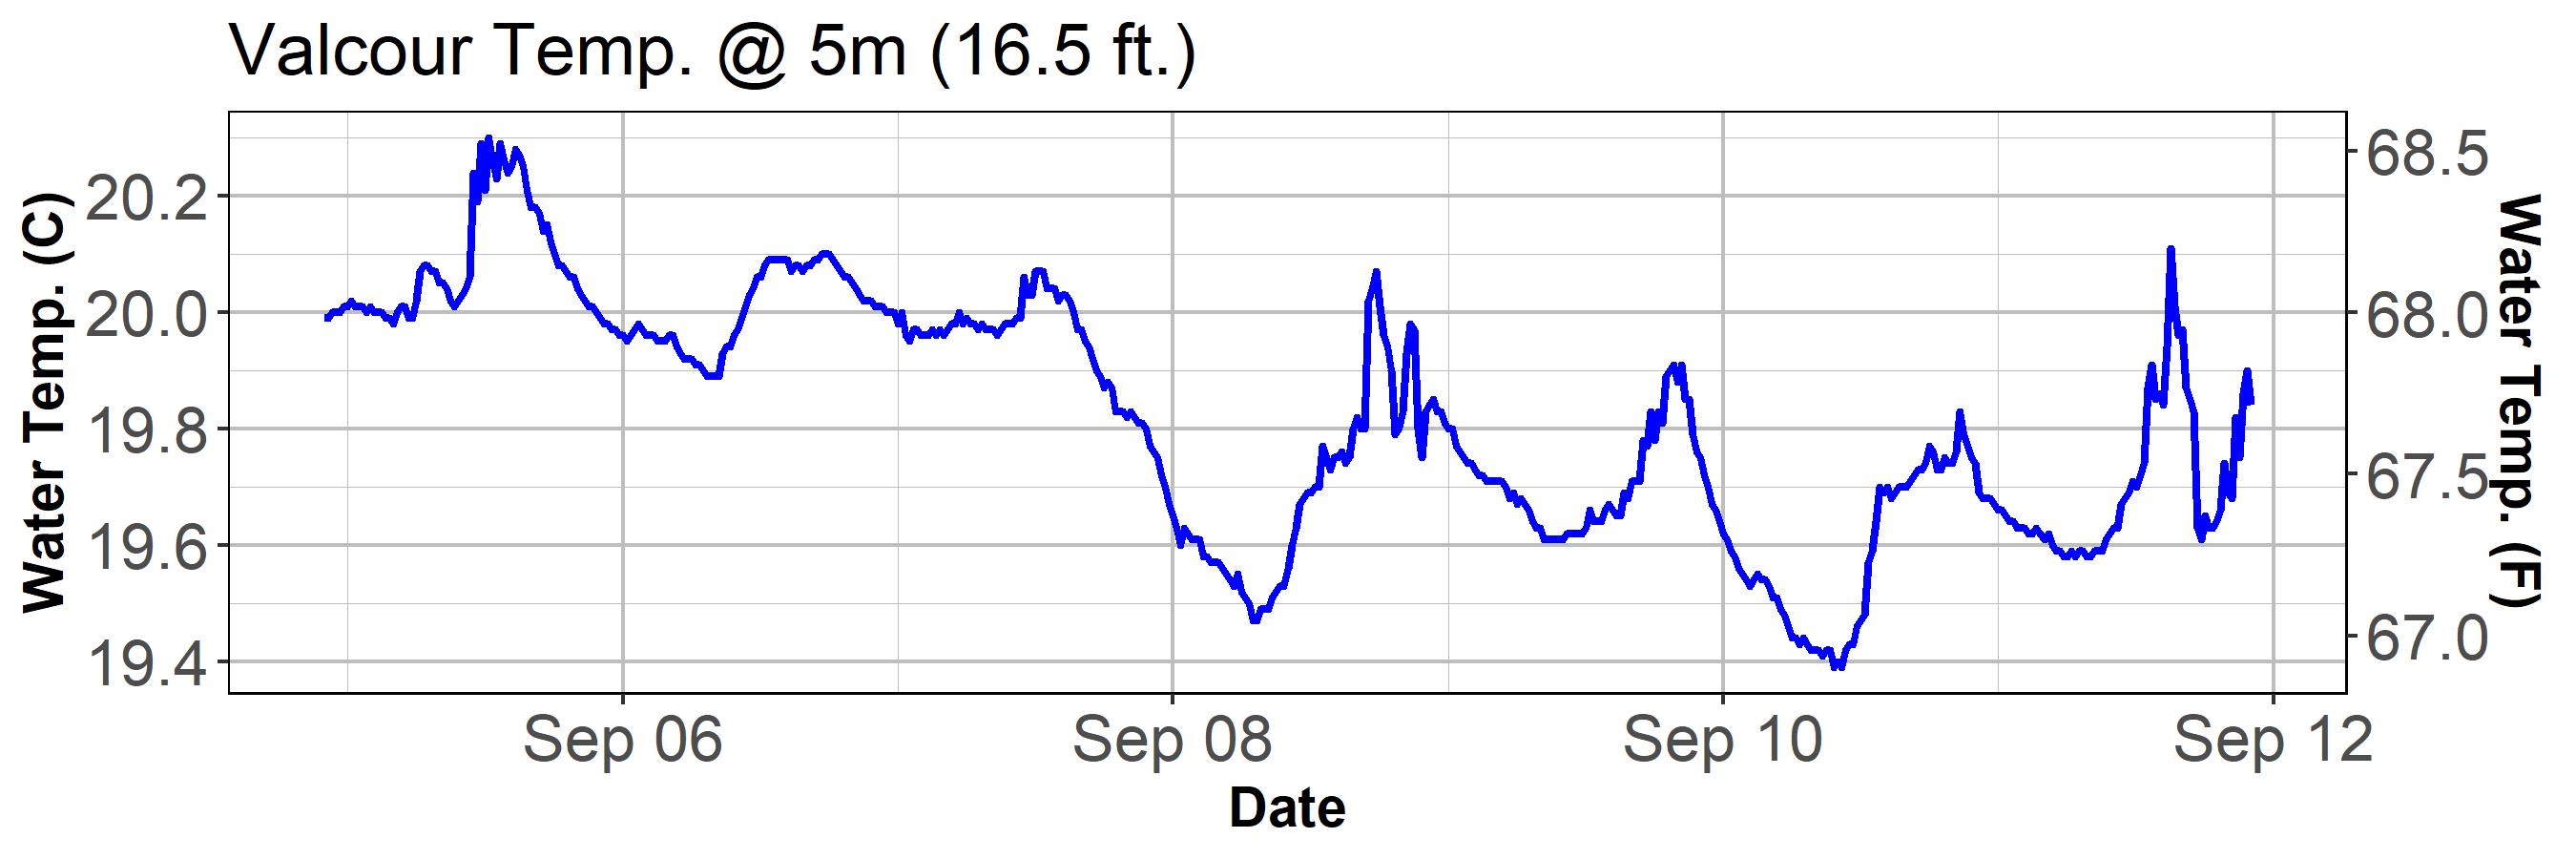 Valcour Temp. @ 5m (16.5 ft.)
Water Temp. (C)
20.2
20.0
19.8
19.6
19.4
68.5
68.0
67.5
67.0
Water Temp. (F)
Sep 06 Sep 08 Sep 10 Sep 12
Date